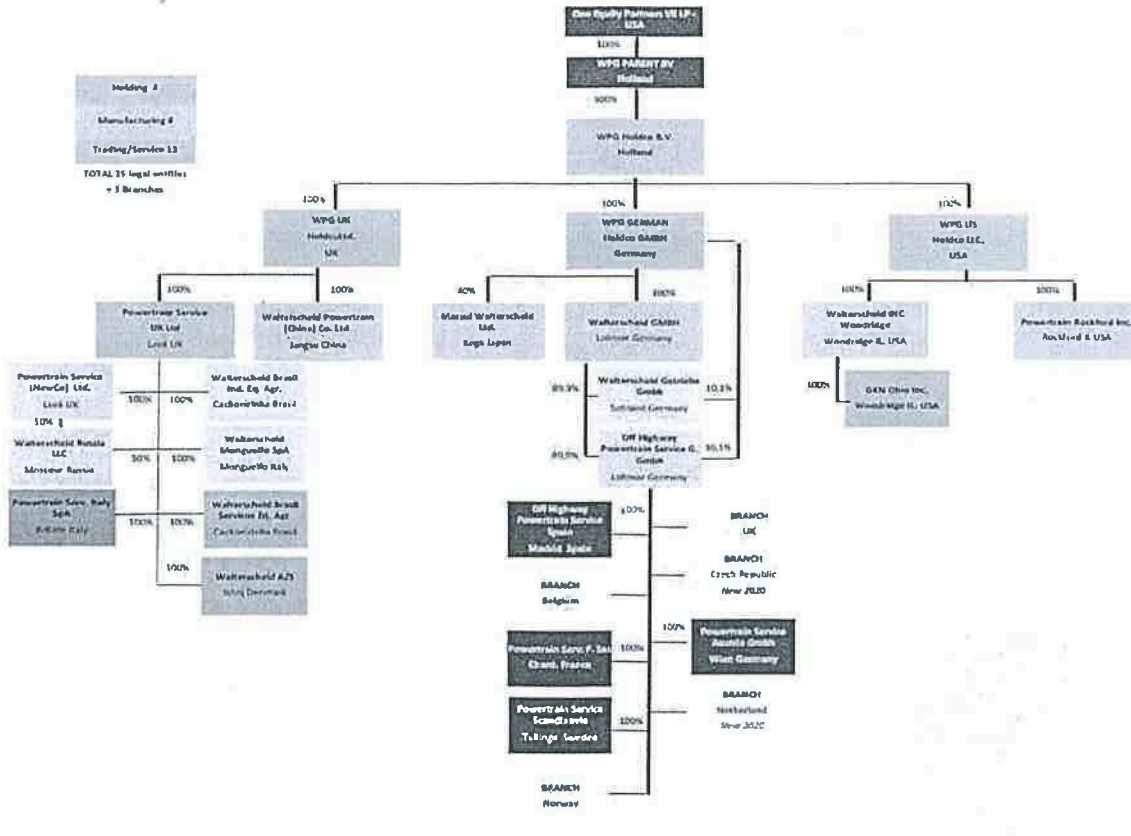 One Equity Partners VII LP -
USA
100%
WPG PARENT BV
Holland
100%
WPG Holdco B.V.
Holland
Holding 4
Manufacturing 8
Trading/Service 13
TOTAL 25 legal entities
+ 5 Branches
100%
WPG UK
Holdco Ltd.
UK
100%
WPG GERMAN
Holdco GMBH
Germany
100%
WPG US
Holdco LLC,
USA
100%
Powertrain Service
UK Ltd
Leek UK
100%
Walterscheid Powertrain
(China) Co. Ltd
Jangsu China
40%
Matsui Walterscheid
Ltd.
Japan
100%
Walterscheid GMBH
Lohmar Germany
100%
Walterscheid INC
Woodridge
Woodridge IL, USA
100%
Powertrain Rockford Inc.
Rockford IL USA
100%
GKN Ohio Inc.
Woodridge IL, USA
Powertrain Service
(NewCo) Ltd.
Leek UK
100%
100%
Walterscheid Brasil
Ind. Eq. Agr.
Cachoeirinha Brasil
50%
Walterscheid Russia
LLC
Moscow Russia
50%
100%
Walterscheid
Monguelfo SpA
Monguelfo Italy
Powertrain Serv. Italy
SpA
Italy
100%
100%
Walterscheid Brasil
Services Eq. Agr
Cachoeirinha Brasil
100%
Walterscheid A/S
Denmark
89,9%
Walterscheid Getriebe
Gmbh
Germany
10,1%
89,9%
Off Highway
Powertrain Service G.
Gmbh
Lohmar Germany
10,1%
Off Highway
Powertrain Service
Spain
Madrid Spain
100%
BRANCH
UK
BRANCH
Czech Republic
New 2020
BRANCH
Belgium
100%
Powertrain Service
Austria Gmbh
Wien Germany
Powertrain Serv. F. Sas
France
100%
BRANCH
Netherland
New 2020
Powertrain Service
Scandinavia
Tullinge Sweden
100%
BRANCH
Norway